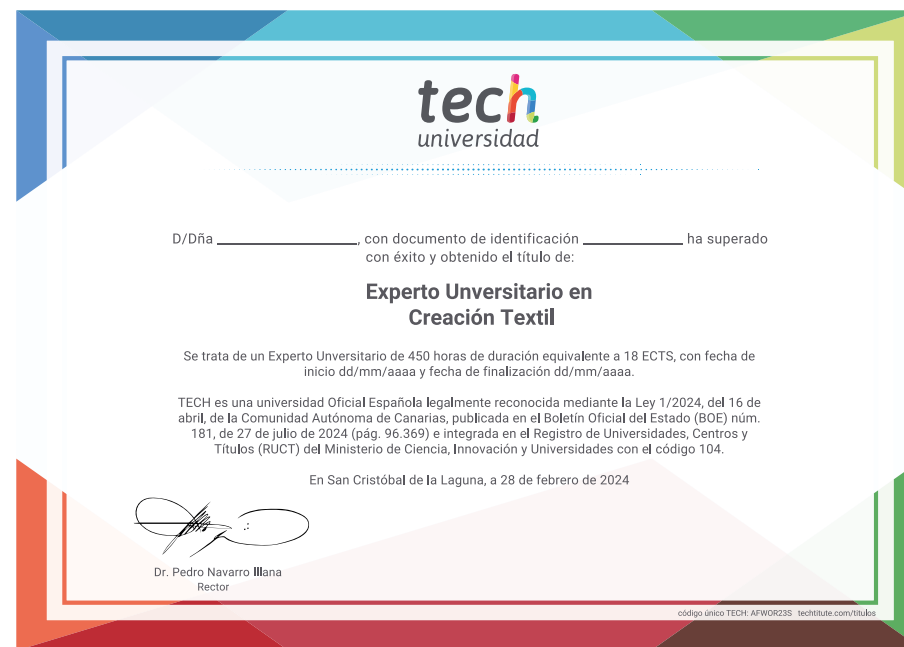 tech
universidad
D/Dña ________________, con documento de identificación ____________ ha superado
con éxito y obtenido el título de:
Experto Unversitario en
Creación Textil
Se trata de un Experto Unversitario de 450 horas de duración equivalente a 18 ECTS, con fecha de
inicio dd/mm/aaaa y fecha de finalización dd/mm/aaaa.
TECH es una universidad Oficial Española legalmente reconocida mediante la Ley 1/2024, del 16 de
abril, de la Comunidad Autónoma de Canarias, publicada en el Boletín Oficial del Estado (BOE) núm.
181, de 27 de julio de 2024 (pág. 96.369) e integrada en el Registro de Universidades, Centros y
Títulos (RUCT) del Ministerio de Ciencia, Innovación y Universidades con el código 104.
En San Cristóbal de la Laguna, a 28 de febrero de 2024
Dr. Pedro Navarro Illana
Rector
código único TECH: AFWOR23S techtitute.com/titulos